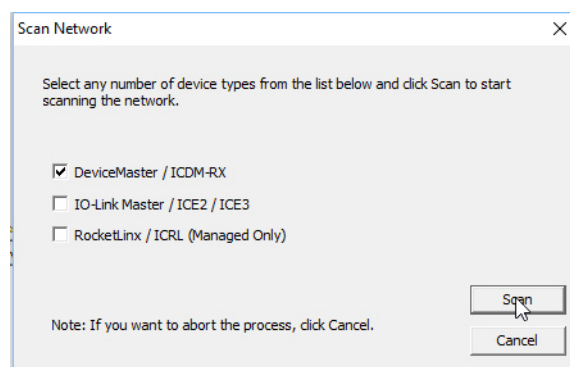 Scan Network
Select any number of device types from the list below and click Scan to start
scanning the network.
DeviceMaster / ICDM-RX
IO-Link Master / ICE2 / ICE3
RocketLinx / ICRL (Managed Only)
Scan
Note: If you want to abort the process, click Cancel.
Cancel